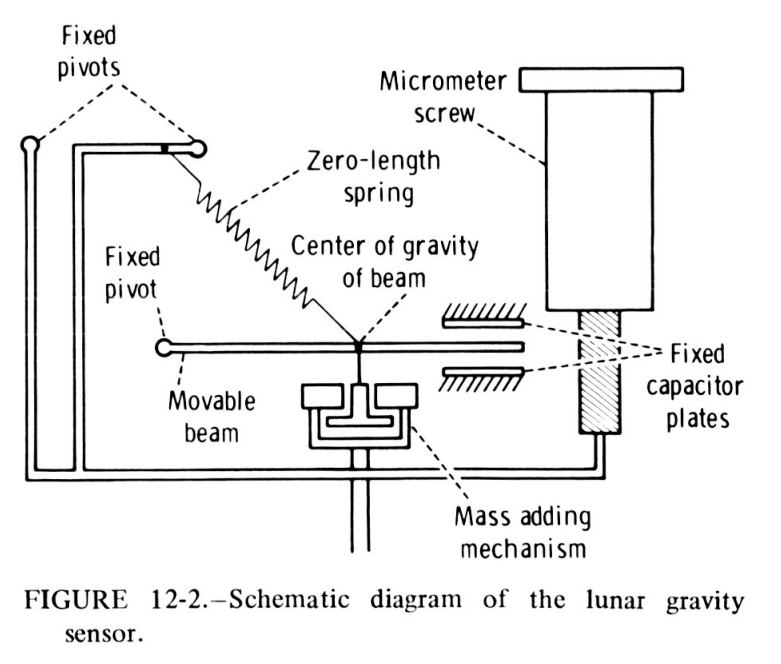 Fixed
pivots
Micrometer
screw
Zero-length
spring
Center of gravity
of beam
Fixed
pivot
Movable
beam
Fixed
capacitor
plates
Mass adding
mechanism
FIGURE 12-2.–Schematic diagram of the lunar gravity
sensor.